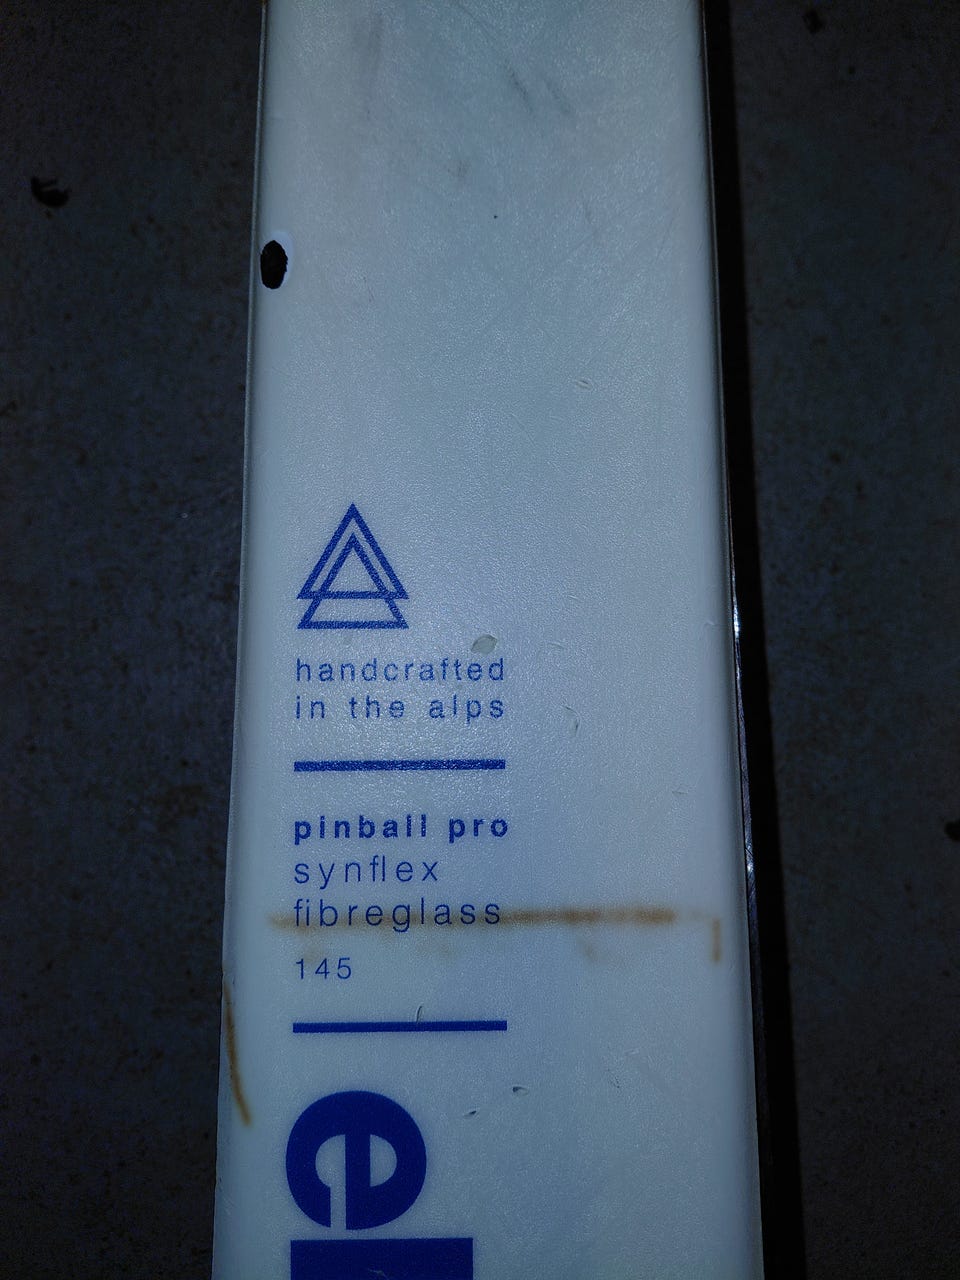 handcrafted
in the alps
pinball pro
synflex
fibreglass
145
e